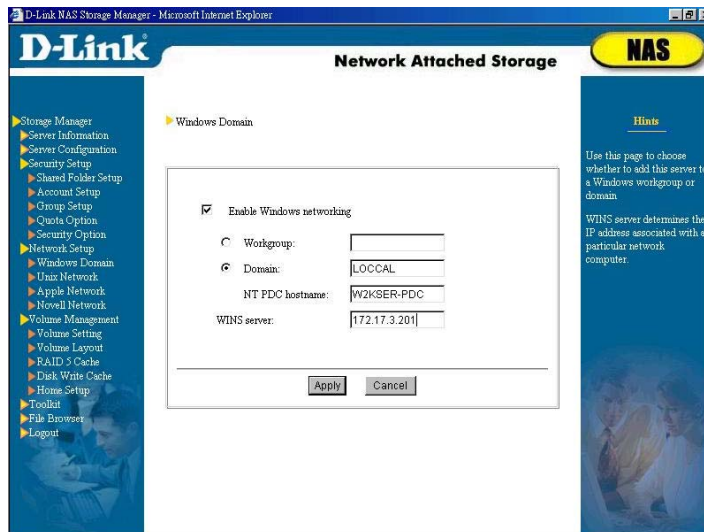 D-Link NAS Storage Manager - Microsoft Internet Explorer
D-Link
Network Attached Storage
NAS
Storage Manager
Server Information
Server Configuration
Security Setup
Shared Folder Setup
Account Setup
Group Setup
Quota Option
Security Option
Network Setup
Windows Domain
Unix Network
Apple Network
Novell Network
Volume Management
Volume Setting
Volume Layout
RAID 5 Cache
Disk Write Cache
Home Setup
Toolkit
File Browser
Logout
Windows Domain
Enable Windows networking
Workgroup:
Domain: LOCCAL
NT PDC hostname: W2KSER-PDC
WINS server: 172.17.3.201
Apply Cancel
Hints
Use this page to choose
whether to add this server to
a Windows workgroup or
domain
WINS server determines the
IP address associated with a
particular network
computer.